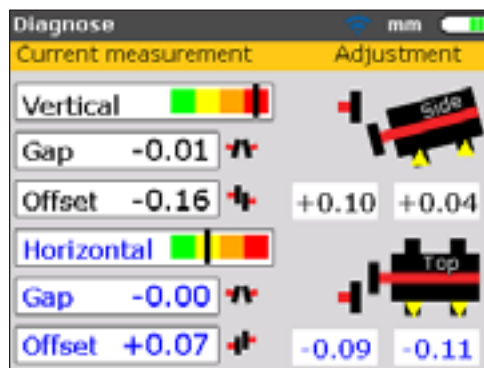 Diagnose mm
Current measurement Adjustment
Vertical Side
Gap -0.01
Offset -0.16 +0.10 +0.04
Horizontal Top
Gap -0.00
Offset +0.07 -0.09 -0.11